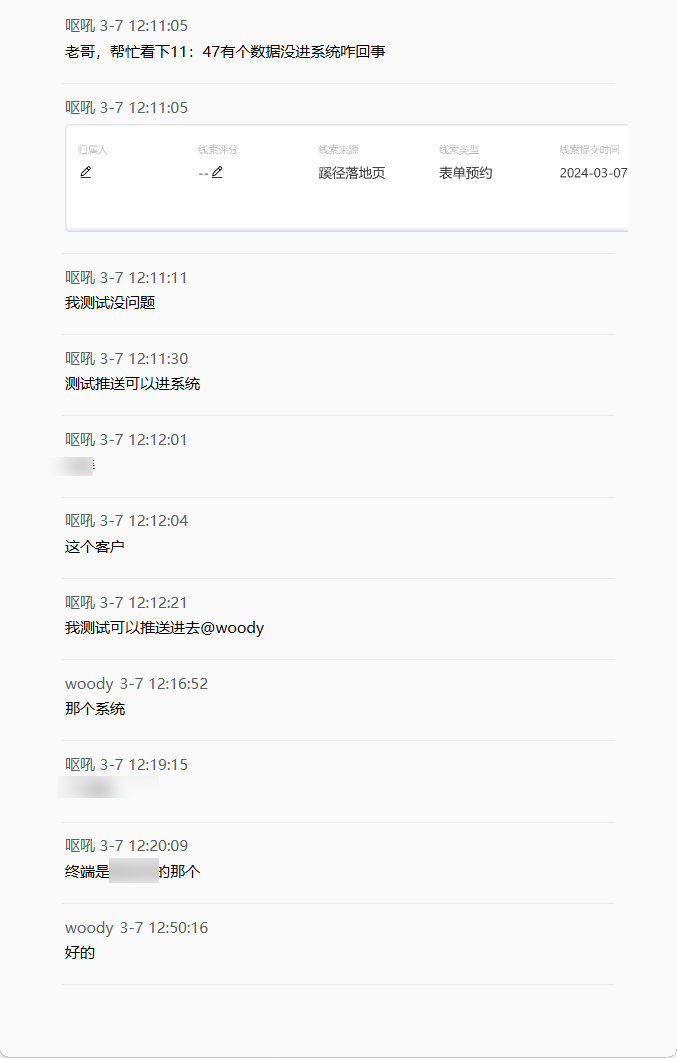 呕吼 3-7 12:11:05
老哥，帮忙看下11：47有个数据没进系统咋回事
呕吼 3-7 12:11:05
归属人 线索评分 线索来源 线索类型 线索提交时间
-- 蹊径落地页 表单预约 2024-03-07
呕吼 3-7 12:11:11
我测试没问题
呕吼 3-7 12:11:30
测试推送可以进系统
呕吼 3-7 12:12:01
呕吼 3-7 12:12:04
这个客户
呕吼 3-7 12:12:21
我测试可以推送进去@woody
woody 3-7 12:16:52
那个系统
呕吼 3-7 12:19:15
呕吼 3-7 12:20:09
终端是的那个
woody 3-7 12:50:16
好的